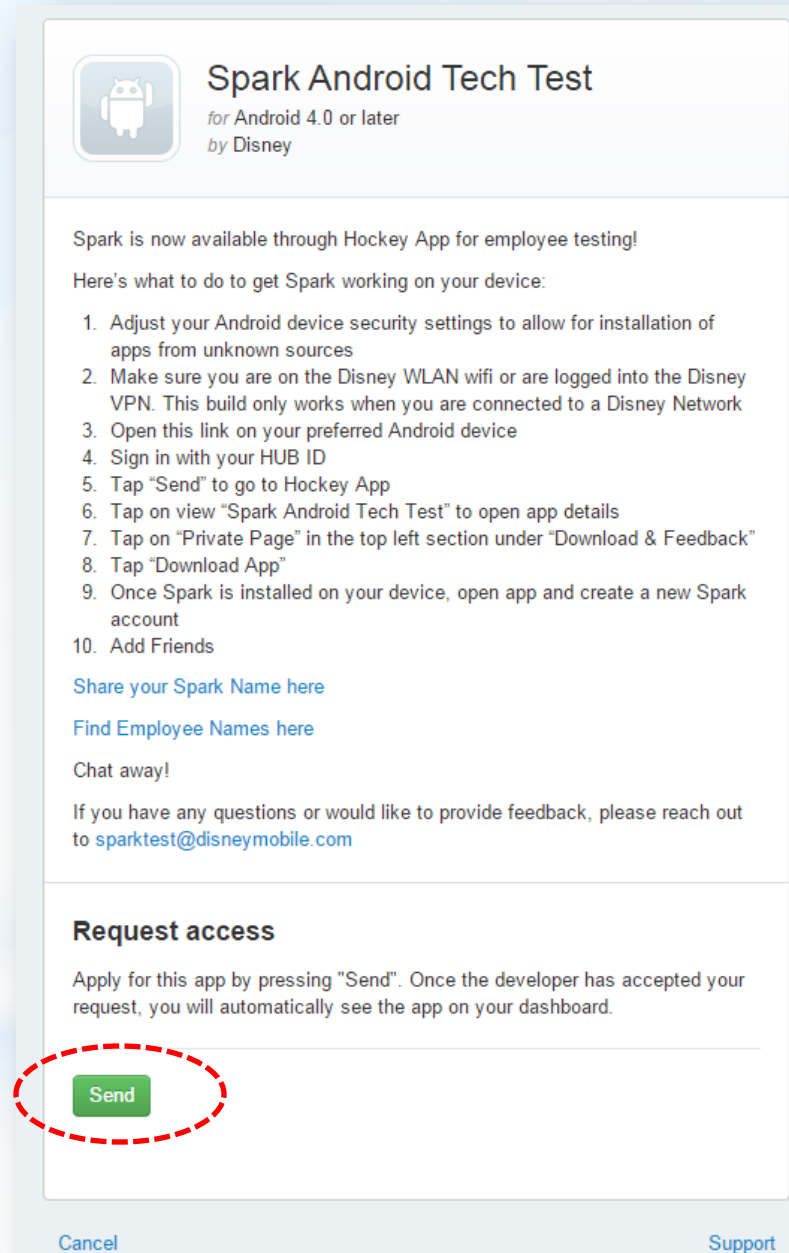 Spark Android Tech Test
for Android 4.0 or later
by Disney
Spark is now available through Hockey App for employee testing!
Here's what to do to get Spark working on your device:
1. Adjust your Android device security settings to allow for installation of
apps from unknown sources
2. Make sure you are on the Disney WLAN wifi or are logged into the Disney
VPN. This build only works when you are connected to a Disney Network
3. Open this link on your preferred Android device
4. Sign in with your HUB ID
5. Tap “Send” to go to Hockey App
6. Tap on view “Spark Android Tech Test” to open app details
7. Tap on “Private Page” in the top left section under “Download & Feedback”
8. Tap “Download App”
9. Once Spark is installed on your device, open app and create a new Spark
account
10. Add Friends
Share your Spark Name here
Find Employee Names here
Chat away!
If you have any questions or would like to provide feedback, please reach out
to sparktest@disneymobile.com
Request access
Apply for this app by pressing "Send". Once the developer has accepted your
request, you will automatically see the app on your dashboard.
Send
Cancel
Support